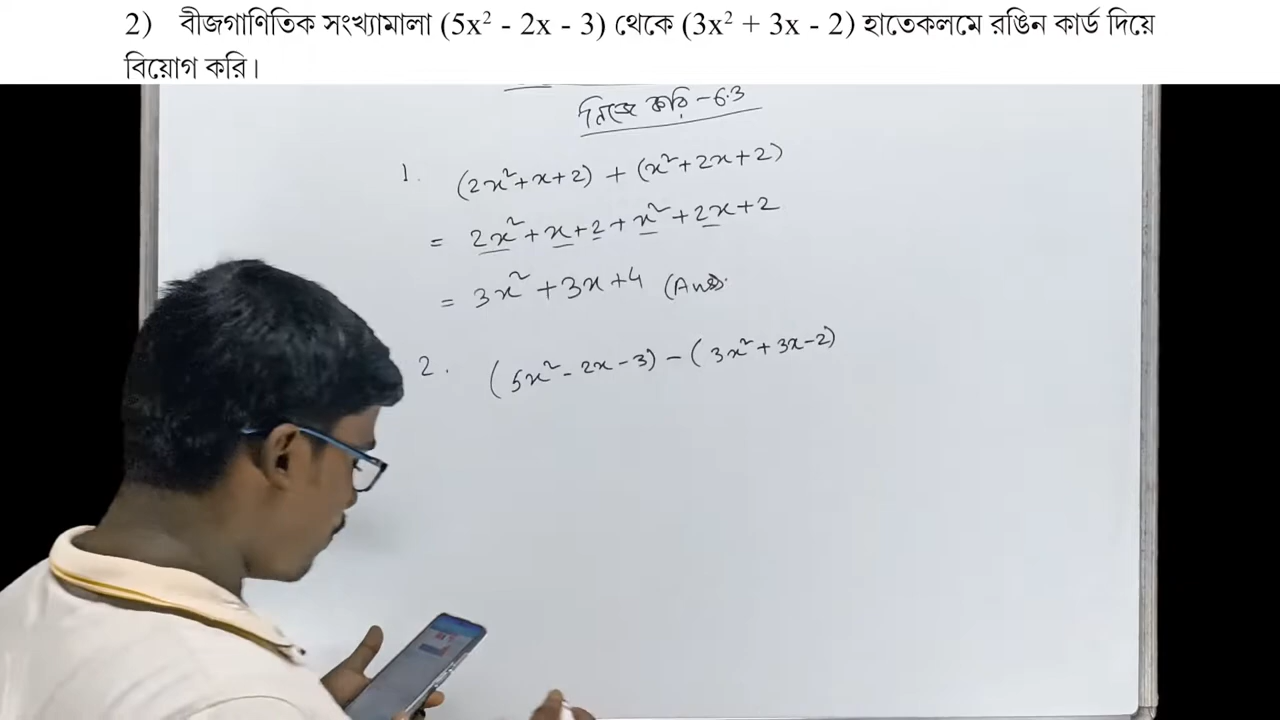 2) বীজগাণিতিক সংখ্যামালা (5x² - 2x - 3) থেকে (3x² + 3x - 2) হাতেকলমে রঙিন কার্ড দিয়ে
বিয়োগ করি।
নিজে করি - 6.3
1. (2x²+x+2) + (x²+2x+2)
= 2x²+x+2+x²+2x+2
= 3x²+3x+4 (Ans).
2. (5x²-2x-3) - (3x²+3x-2)